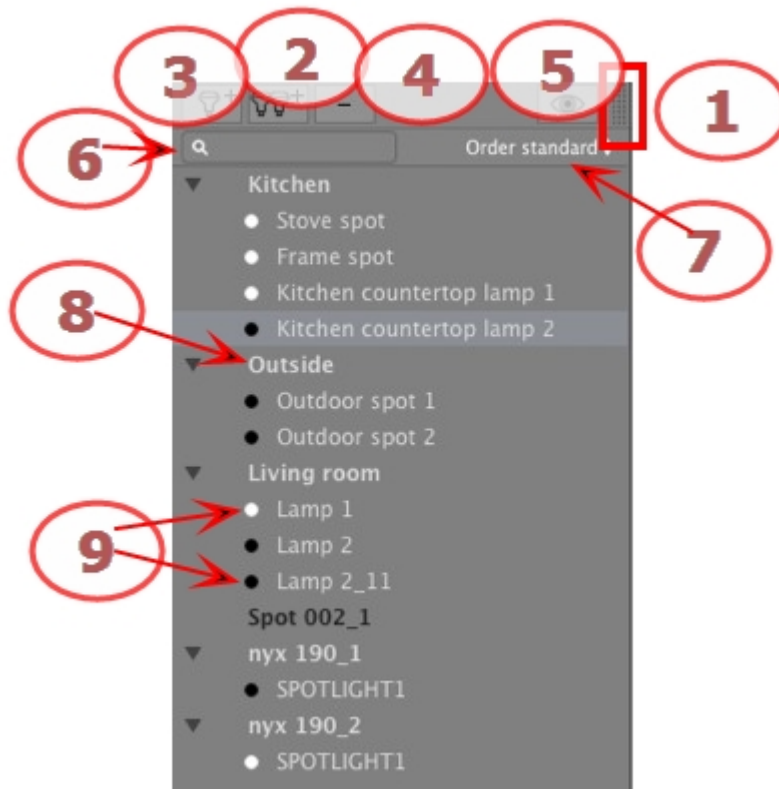 3 2 4 5 1
6 Order standard
Kitchen
Stove spot
Frame spot
7
Kitchen countertop lamp 1
8 Kitchen countertop lamp 2
Outside
Outdoor spot 1
Outdoor spot 2
Living room
Lamp 1
9 Lamp 2
Lamp 2_11
Spot 002_1
nyx 190_1
SPOTLIGHT1
nyx 190_2
SPOTLIGHT1